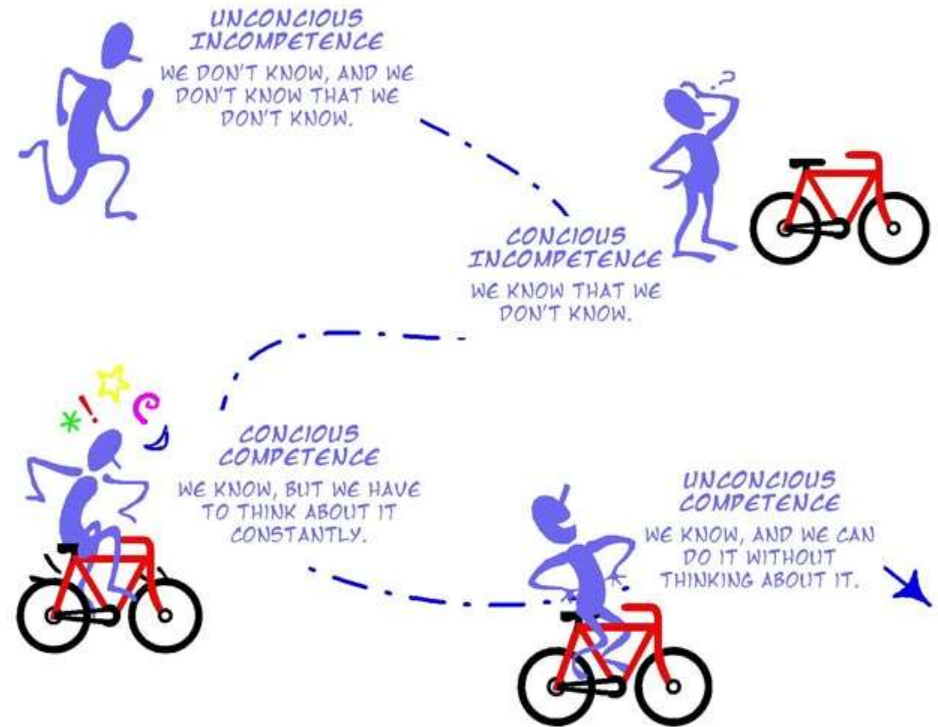 UNCONCIOUS
INCOMPETENCE
WE DON'T KNOW, AND WE
DON'T KNOW THAT WE
DON'T KNOW.
?
CONCIOUS
INCOMPETENCE
WE KNOW THAT WE
DON'T KNOW.
*!
CONCIOUS
COMPETENCE
WE KNOW, BUT WE HAVE
TO THINK ABOUT IT
CONSTANTLY.
UNCONCIOUS
COMPETENCE
WE KNOW, AND WE CAN
DO IT WITHOUT
THINKING ABOUT IT.